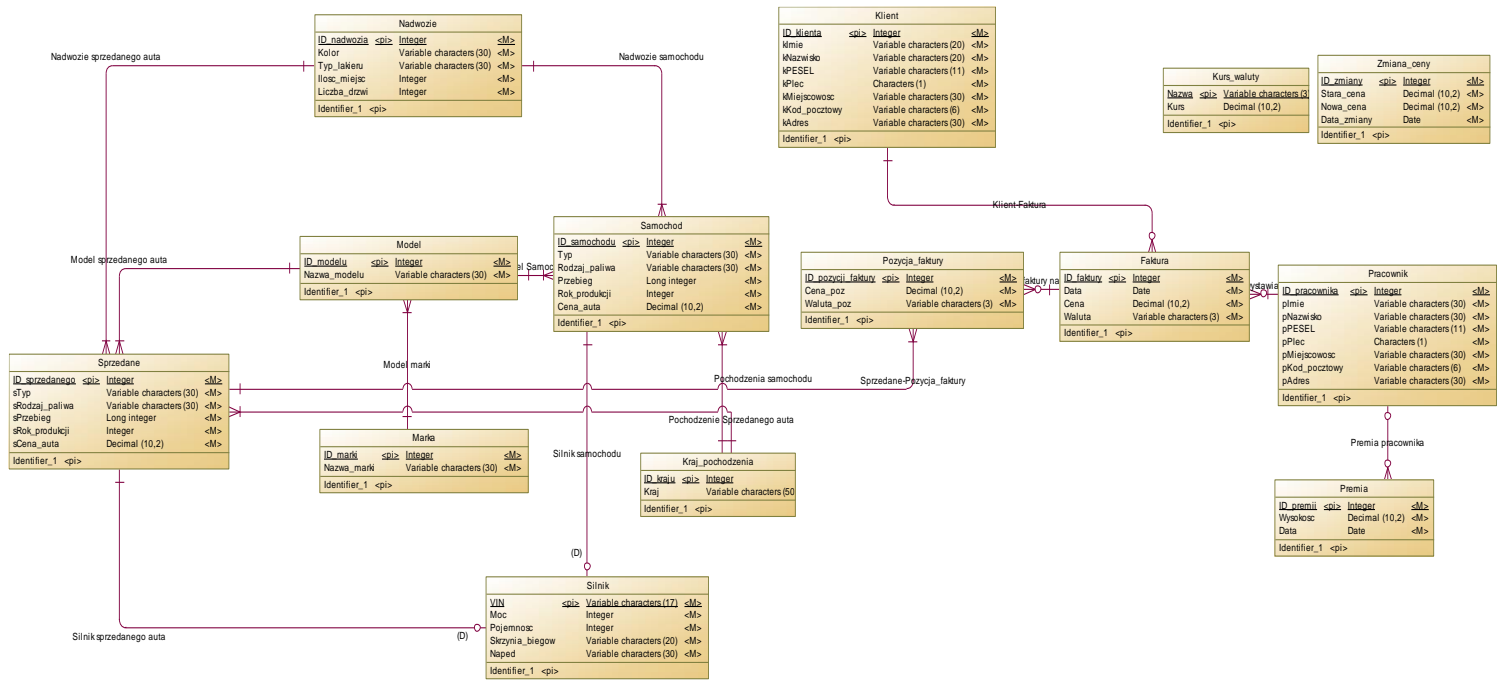 Nadwozie
ID_nadwozia <pi> Integer <M>
Kolor Variable characters (30) <M>
Typ_lakieru Variable characters (30) <M>
Ilosc_miejsc Integer <M>
Liczba_drzwi Integer <M>
Identifier_1 <pi>
Klient
ID_klienta <pi> Integer <M>
kImie Variable characters (20) <M>
kNazwisko Variable characters (20) <M>
kPESEL Variable characters (11) <M>
kPlec Characters (1) <M>
kMiejscowosc Variable characters (30) <M>
kKod_pocztowy Variable characters (6) <M>
kAdres Variable characters (30) <M>
Identifier_1 <pi>
Kurs_waluty
Nazwa <pi> Variable characters (3
Kurs Decimal (10,2)
Identifier_1 <pi>
Zmiana_ceny
ID_zmiany <pi> Integer <M>
Stara_cena Decimal (10,2) <M>
Nowa_cena Decimal (10,2) <M>
Data_zmiany Date <M>
Identifier_1 <pi>
Nadwozie sprzedanego auta
Nadwozie samochodu
Klient-Faktura
Samochod
ID_samochodu <pi> Integer <M>
Typ Variable characters (30) <M>
Rodzaj_paliwa Variable characters (30) <M>
Przebieg Long integer <M>
Rok_produkcji Integer <M>
Cena_auta Decimal (10,2) <M>
Identifier_1 <pi>
Model
ID_modelu <pi> Integer <M>
Nazwa_modelu Variable characters (30) <M>
Identifier_1 <pi>
Model sprzedanego auta
el Samoc
Pozycja_faktury
ID_pozycji_faktury <pi> Integer <M>
Cena_poz Decimal (10,2) <M>
Waluta_poz Variable characters (3) <M>
Identifier_1 <pi>
faktury na
Faktura
ID_faktury <pi> Integer <M>
Data Date <M>
Cena Decimal (10,2) <M>
Waluta Variable characters (3) <M>
Identifier_1 <pi>
ystawia
Pracownik
ID_pracownika <pi> Integer <M>
pImie Variable characters (30) <M>
pNazwisko Variable characters (30) <M>
pPESEL Variable characters (11) <M>
pPlec Characters (1) <M>
pMiejscowosc Variable characters (30) <M>
pKod_pocztowy Variable characters (6) <M>
pAdres Variable characters (30) <M>
Identifier_1 <pi>
Sprzedane
ID_sprzedanego <pi> Integer <M>
sTyp Variable characters (30) <M>
sRodzaj_paliwa Variable characters (30) <M>
sPrzebieg Long integer <M>
sRok_produkcji Integer <M>
sCena_auta Decimal (10,2) <M>
Identifier_1 <pi>
Model marki
Pochodzenia samochodu
Sprzedane-Pozycja_faktury
Pochodzenie Sprzedanego auta
Marka
ID_marki <pi> Integer <M>
Nazwa_marki Variable characters (30) <M>
Identifier_1 <pi>
Silnik samochodu
Kraj_pochodzenia
ID_kraju <pi> Integer
Kraj Variable characters (50
Identifier_1 <pi>
Premia pracownika
Premia
ID_premii <pi> Integer <M>
Wysokosc Decimal (10,2) <M>
Data Date <M>
Identifier_1 <pi>
(D)
Silnik
VIN <pi> Variable characters (17) <M>
Moc Integer <M>
Pojemnosc Integer <M>
Skrzynia_biegow Variable characters (20) <M>
Naped Variable characters (30) <M>
Identifier_1 <pi>
Silnik sprzedanego auta
(D)